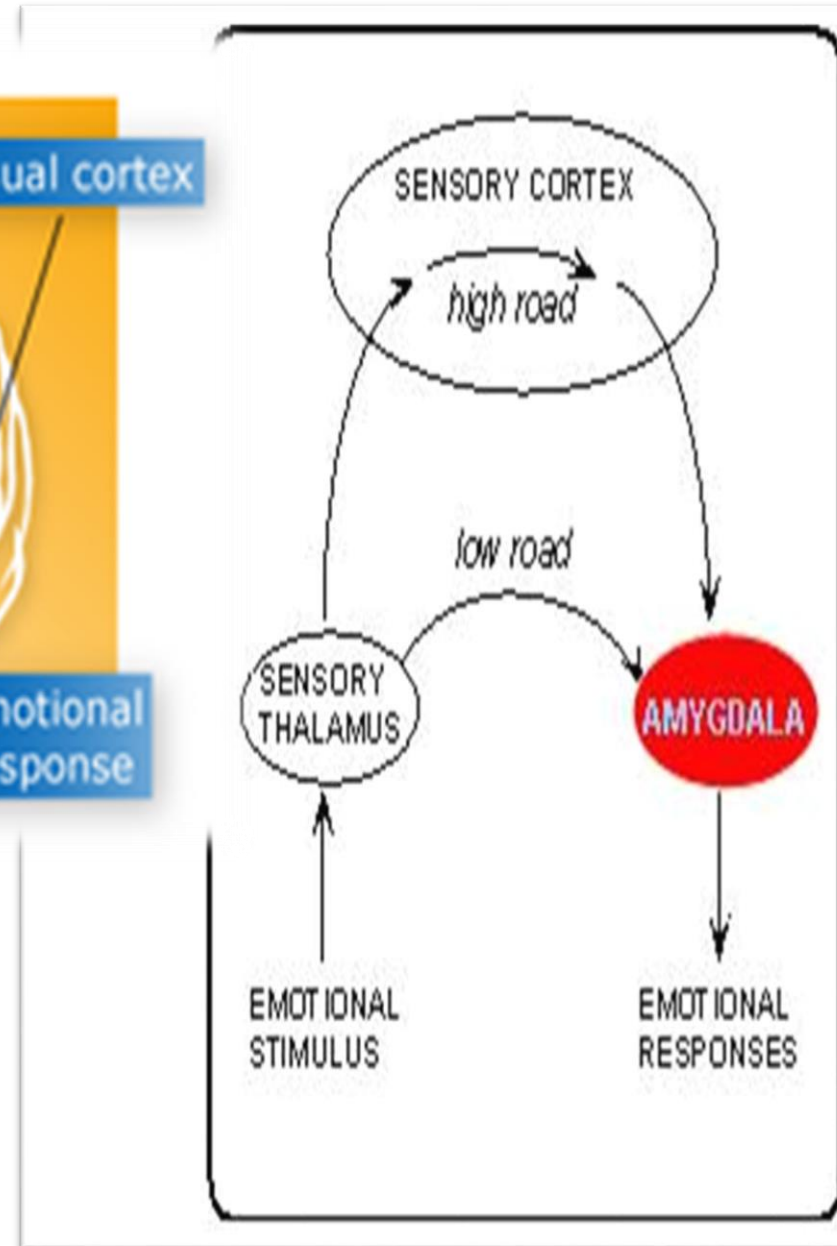 ual cortex
notional
sponse
SENSORY CORTEX
high road
low road
SENSORY
THALAMUS
AMYGDALA
EMOTIONAL
STIMULUS
EMOTIONAL
RESPONSES